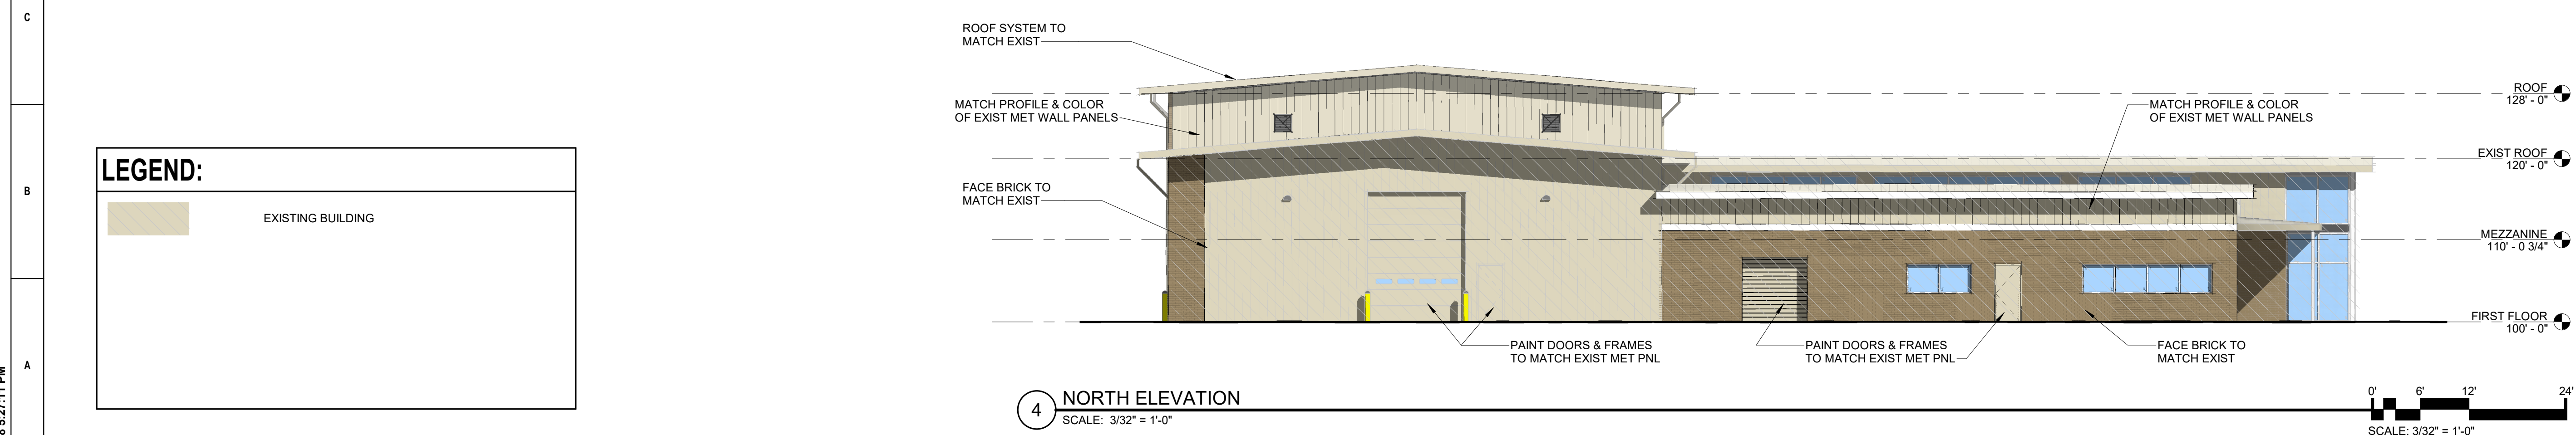 C
B
A
LEGEND:
EXISTING BUILDING
ROOF SYSTEM TO
MATCH EXIST
MATCH PROFILE & COLOR
OF EXIST MET WALL PANELS
FACE BRICK TO
MATCH EXIST
MATCH PROFILE & COLOR
OF EXIST MET WALL PANELS
ROOF
128' - 0"
EXIST ROOF
120' - 0"
MEZZANINE
110' - 0 3/4"
FIRST FLOOR
100' - 0"
PAINT DOORS & FRAMES
TO MATCH EXIST MET PNL
PAINT DOORS & FRAMES
TO MATCH EXIST MET PNL
FACE BRICK TO
MATCH EXIST
4
NORTH ELEVATION
SCALE: 3/32" = 1'-0"
0' 6' 12' 24'
SCALE: 3/32" = 1'-0"